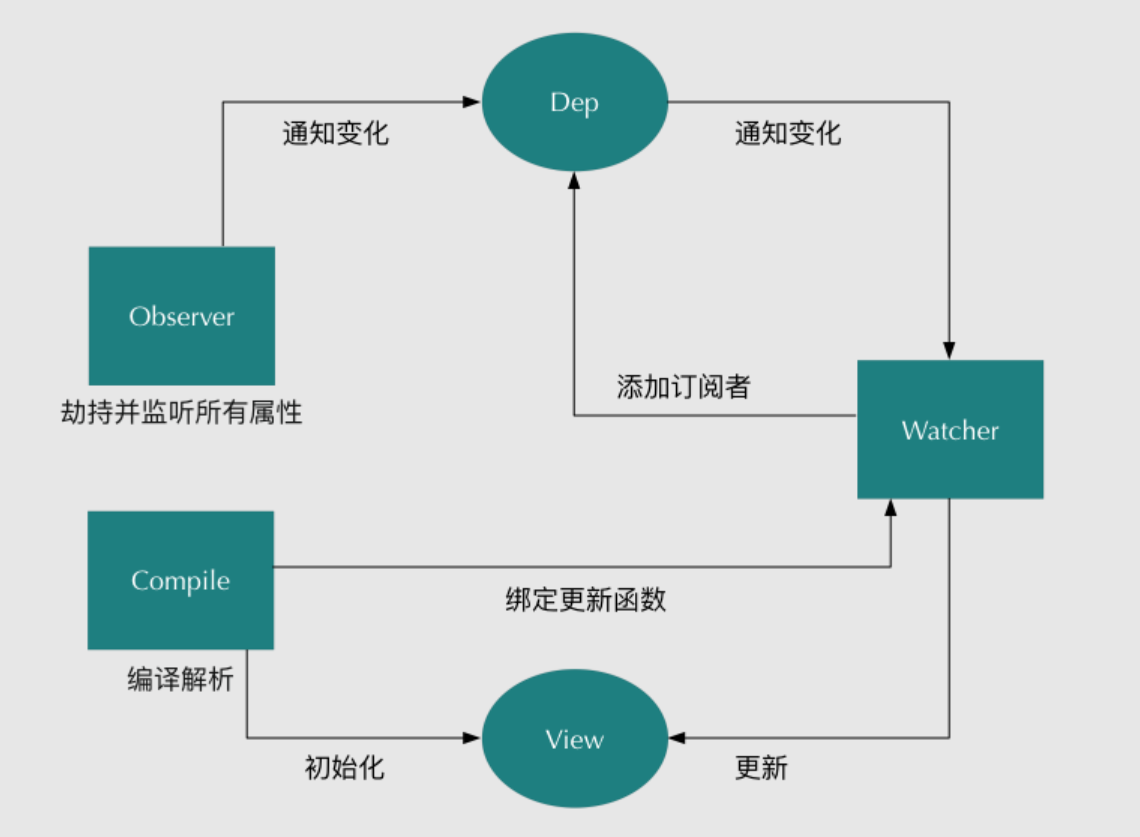 Dep
通知变化
通知变化
Observer
劫持并监听所有属性
添加订阅者
Watcher
Compile
绑定更新函数
编译解析
View
初始化
更新